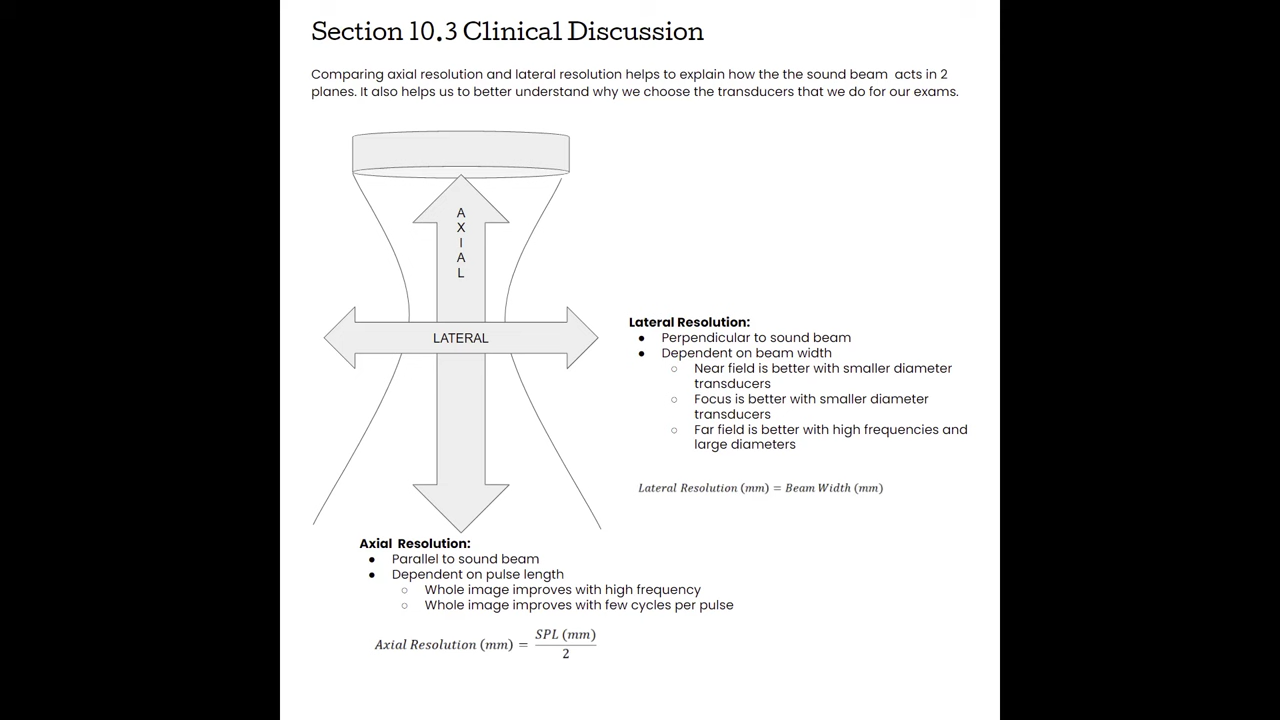 Section 10.3 Clinical Discussion
Comparing axial resolution and lateral resolution helps to explain how the the sound beam  acts in 2
planes. It also helps us to better understand why we choose the transducers that we do for our exams.
A
X
I
A
L
LATERAL
Lateral Resolution:
● Perpendicular to sound beam
● Dependent on beam width
○ Near field is better with smaller diameter
transducers
○ Focus is better with smaller diameter
transducers
○ Far field is better with high frequencies and
large diameters
Lateral Resolution (mm) = Beam Width (mm)
Axial  Resolution:
● Parallel to sound beam
● Dependent on pulse length
○ Whole image improves with high frequency
○ Whole image improves with few cycles per pulse
Axial Resolution (mm) = SPL (mm)
2